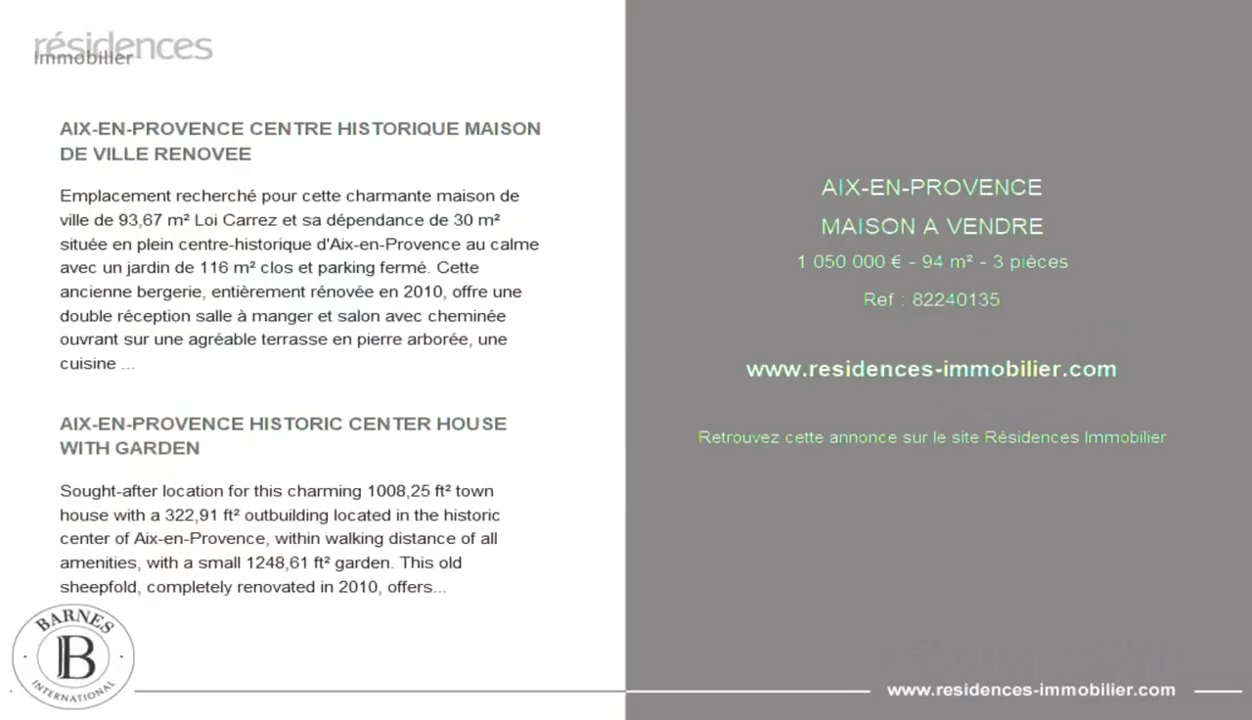 résidences
Immobilier
AIX-EN-PROVENCE CENTRE HISTORIQUE MAISON
DE VILLE RENOVEE
Emplacement recherché pour cette charmante maison de
ville de 93,67 m² Loi Carrez et sa dépendance de 30 m²
située en plein centre-historique d'Aix-en-Provence au calme
avec un jardin de 116 m² clos et parking fermé. Cette
ancienne bergerie, entièrement rénovée en 2010, offre une
double réception salle à manger et salon avec cheminée
ouvrant sur une agréable terrasse en pierre arborée, une
cuisine ...
AIX-EN-PROVENCE HISTORIC CENTER HOUSE
WITH GARDEN
Sought-after location for this charming 1008,25 ft² town
house with a 322,91 ft² outbuilding located in the historic
center of Aix-en-Provence, within walking distance of all
amenities, with a small 1248,61 ft² garden. This old
sheepfold, completely renovated in 2010, offers...
BARNES
B
INTERNATIONAL
AIX-EN-PROVENCE
MAISON A VENDRE
1 050 000 € - 94 m² - 3 pièces
Ref : 82240135
www.residences-immobilier.com
Retrouvez cette annonce sur le site Résidences Immobilier
www.residences-immobilier.com